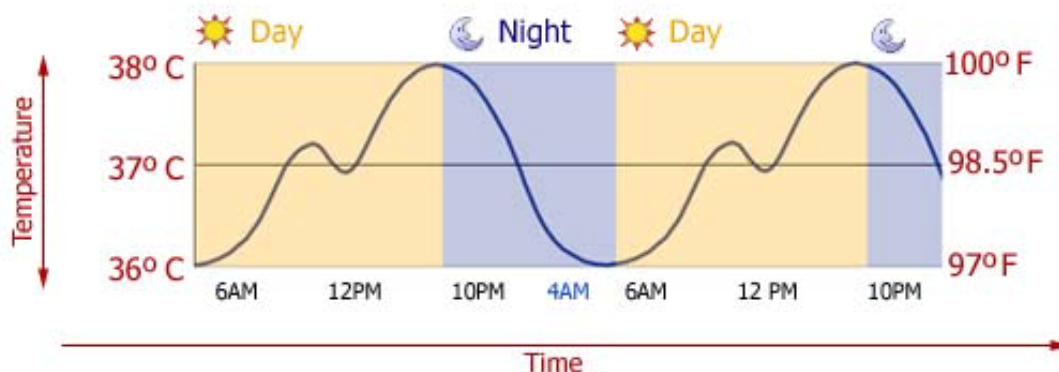 Day Night Day
38º C 100º F
Temperature
37º C 98.5ºF
36º C 97ºF
6AM 12PM 10PM 4AM 6AM 12 PM 10PM
Time